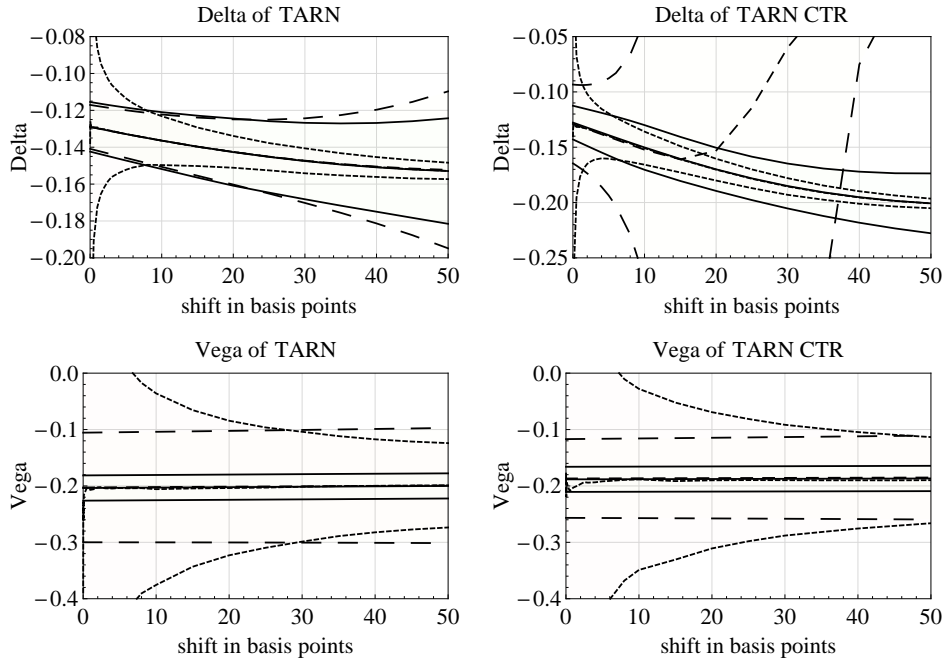 Delta of TARN
−0.08
−0.10
−0.12
−0.14
−0.16
−0.18
−0.20
Delta
0 10 20 30 40 50
shift in basis points
Delta of TARN CTR
−0.05
−0.10
−0.15
−0.20
−0.25
Delta
0 10 20 30 40 50
shift in basis points
Vega of TARN
0.0
−0.1
−0.2
−0.3
−0.4
Vega
0 10 20 30 40 50
shift in basis points
Vega of TARN CTR
0.0
−0.1
−0.2
−0.3
−0.4
Vega
0 10 20 30 40 50
shift in basis points